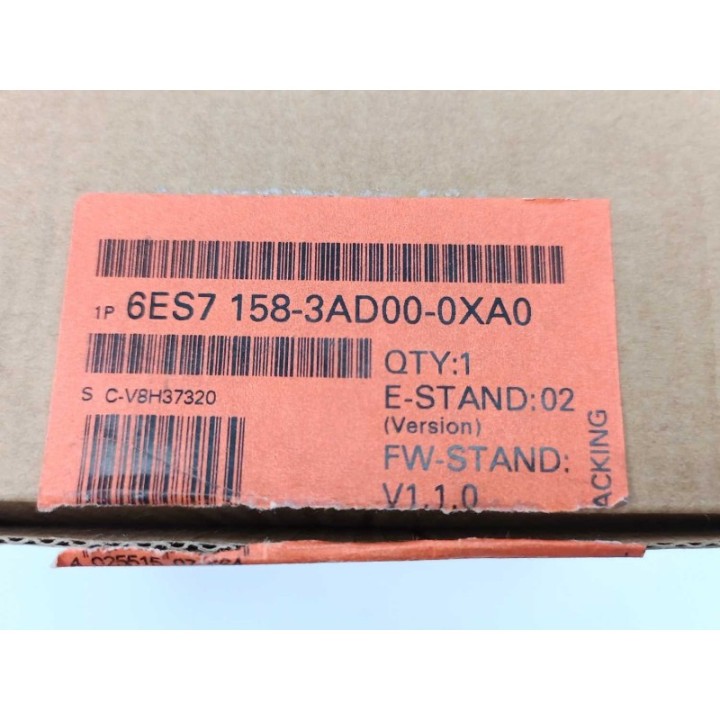 1P 6ES7 158-3AD00-0XA0
QTY:1
S C-V8H37320
E-STAND:02
(Version)
FW-STAND:
V1.1.0
ACKING